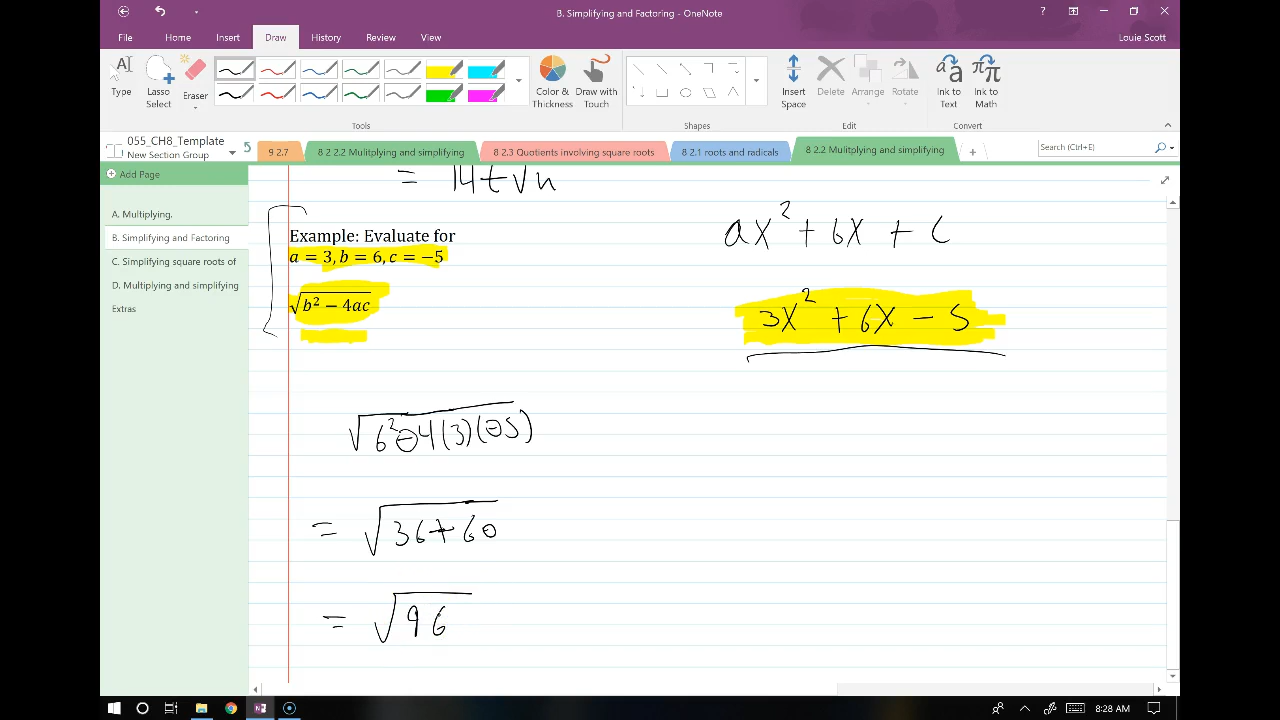 B. Simplifying and Factoring - OneNote
?
File Home Insert Draw History Review View
Louie Scott
Type
Lasso Select
Eraser
Color & Thickness
Draw with Touch
Insert Space
Delete
Arrange
Rotate
Ink to Text
Ink to Math
Tools
Shapes
Edit
Convert
055_CH8_Template
New Section Group
9 2.7
8 2.2.2 Mulitplying and simplifying
8 2.3 Quotients involving square roots
8 2.1 roots and radicals
8 2.2 Mulitplying and simplifying
+
Search (Ctrl+E)
Add Page
A. Multiplying.
B. Simplifying and Factoring
C. Simplifying square roots of
D. Multiplying and simplifying
Extras
= 14t√n
Example: Evaluate for
a = 3, b = 6, c = −5
√(b² − 4ac)
ax² + bx + c
3x² + 6x − 5
√(6² − 4(3)(−5))
= √(36 + 60)
= √96
8:28 AM